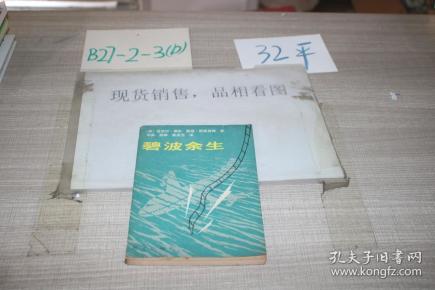 B27-2-3(b)
32平
现货销售，品相看图
碧波余生
孔夫子旧书网
www.kongfz.com